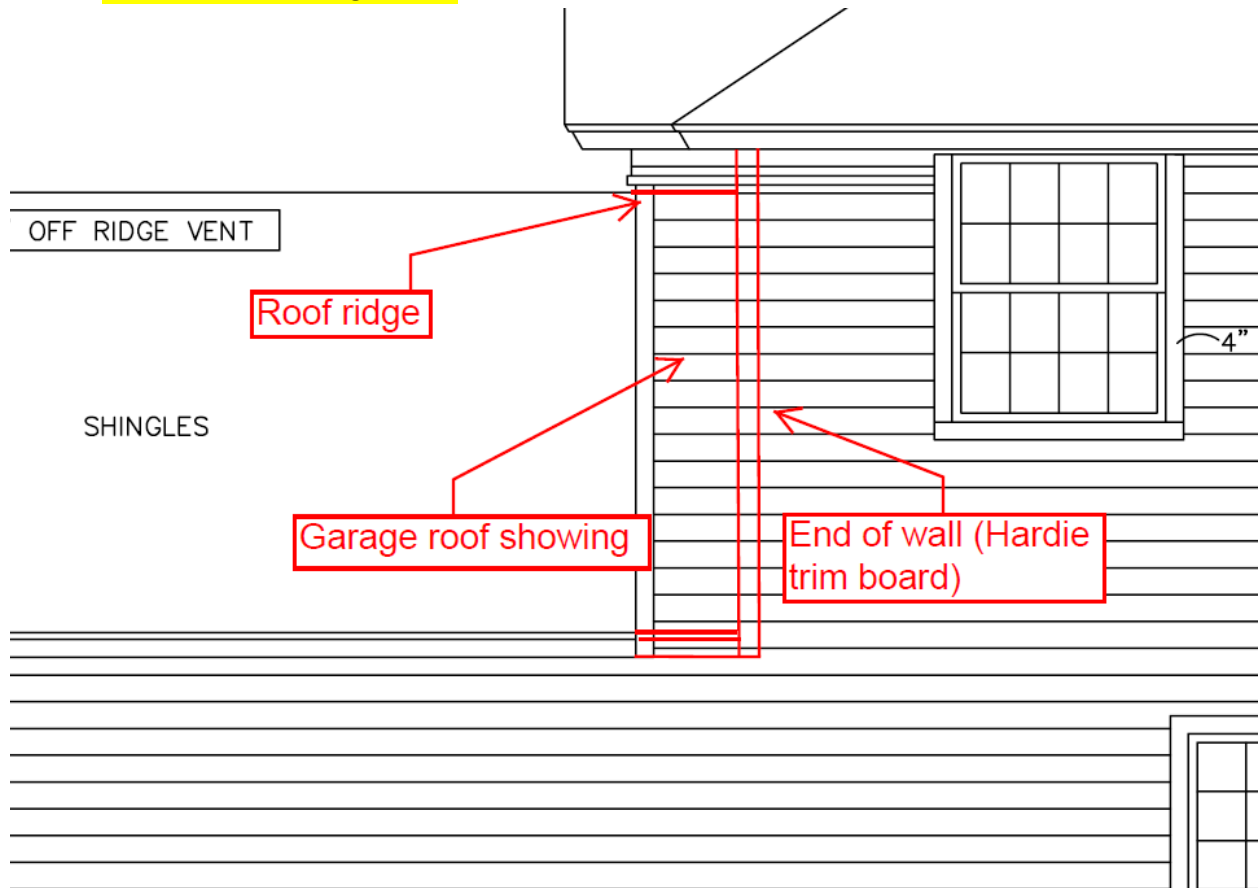 OFF RIDGE VENT
Roof ridge
4"
SHINGLES
Garage roof showing
End of wall (Hardie
trim board)